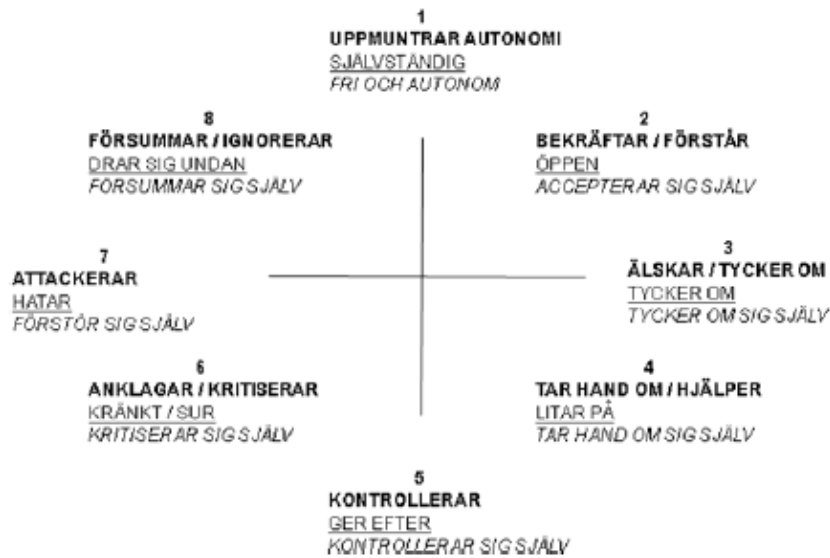 1
UPPMUNTRAR AUTONOMI
SJÄLVSTÄNDIG
FRI OCH AUTONOM
8
FÖRSUMMAR / IGNORERAR
DRAR SIG UNDAN
FÖRSUMMAR SIG SJÄLV
2
BEKRÄFTAR / FÖRSTÅR
ÖPPEN
ACCEPTERAR SIG SJÄLV
7
ATTACKERAR
HATAR
FÖRSTÖR SIG SJÄLV
3
ÄLSKAR / TYCKER OM
TYCKER OM
TYCKER OM SIG SJÄLV
6
ANKLAGAR / KRITISERAR
KRÄNKT / SUR
KRITISERAR SIG SJÄLV
4
TAR HAND OM / HJÄLPER
LITAR PÅ
TAR HAND OM SIG SJÄLV
5
KONTROLLERAR
GER EFTER
KONTROLLERAR SIG SJÄLV